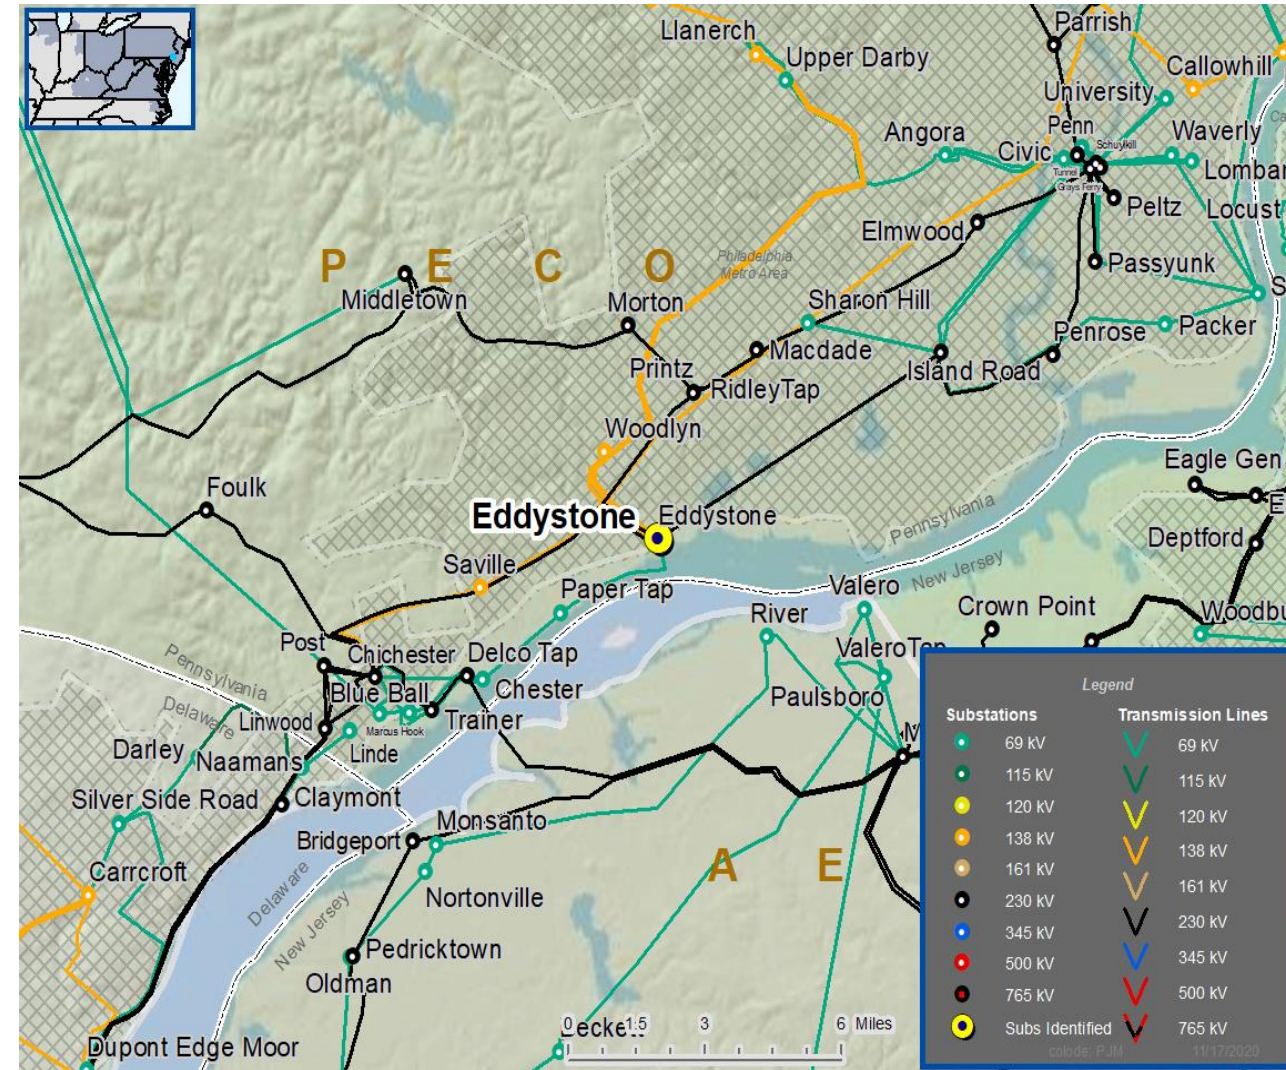 Llanerch
Parrish
Upper Darby
Callowhill
University
Angora
Civic
Penn
Schuylkill
Waverly
Tunnel
Grays Ferry
Lombar
Peltz
Locust
Elmwood
Passyunk
P E C O
Philadelphia
Metro Area
Middletown
Morton
Sharon Hill
S
Penrose
Packer
Macdade
Printz
Island Road
RidleyTap
Woodlyn
Eagle Gen
Foulk
E
Eddystone
Eddystone
Pennsylvania
New Jersey
Deptford
Saville
Paper Tap
Valero
River
Crown Point
Woodbu
Post
Chichester
Delco Tap
Valero Tap
Pennsylvania
Delaware
Blue Ball
Chester
Paulsboro
Linwood
Marcus Hook
Trainer
M
Darley
Naamans
Linde
Silver Side Road
Claymont
Bridgeport
Monsanto
Carrcroft
A E
Delaware
New Jersey
Nortonville
Pedricktown
Oldman
Beckett
0 1.5 3 6 Miles
Dupont Edge Moor
Legend
Substations
69 kV
115 kV
120 kV
138 kV
161 kV
230 kV
345 kV
500 kV
765 kV
Subs Identified
Transmission Lines
69 kV
115 kV
120 kV
138 kV
161 kV
230 kV
345 kV
500 kV
765 kV
colode: PJM
11/17/2020